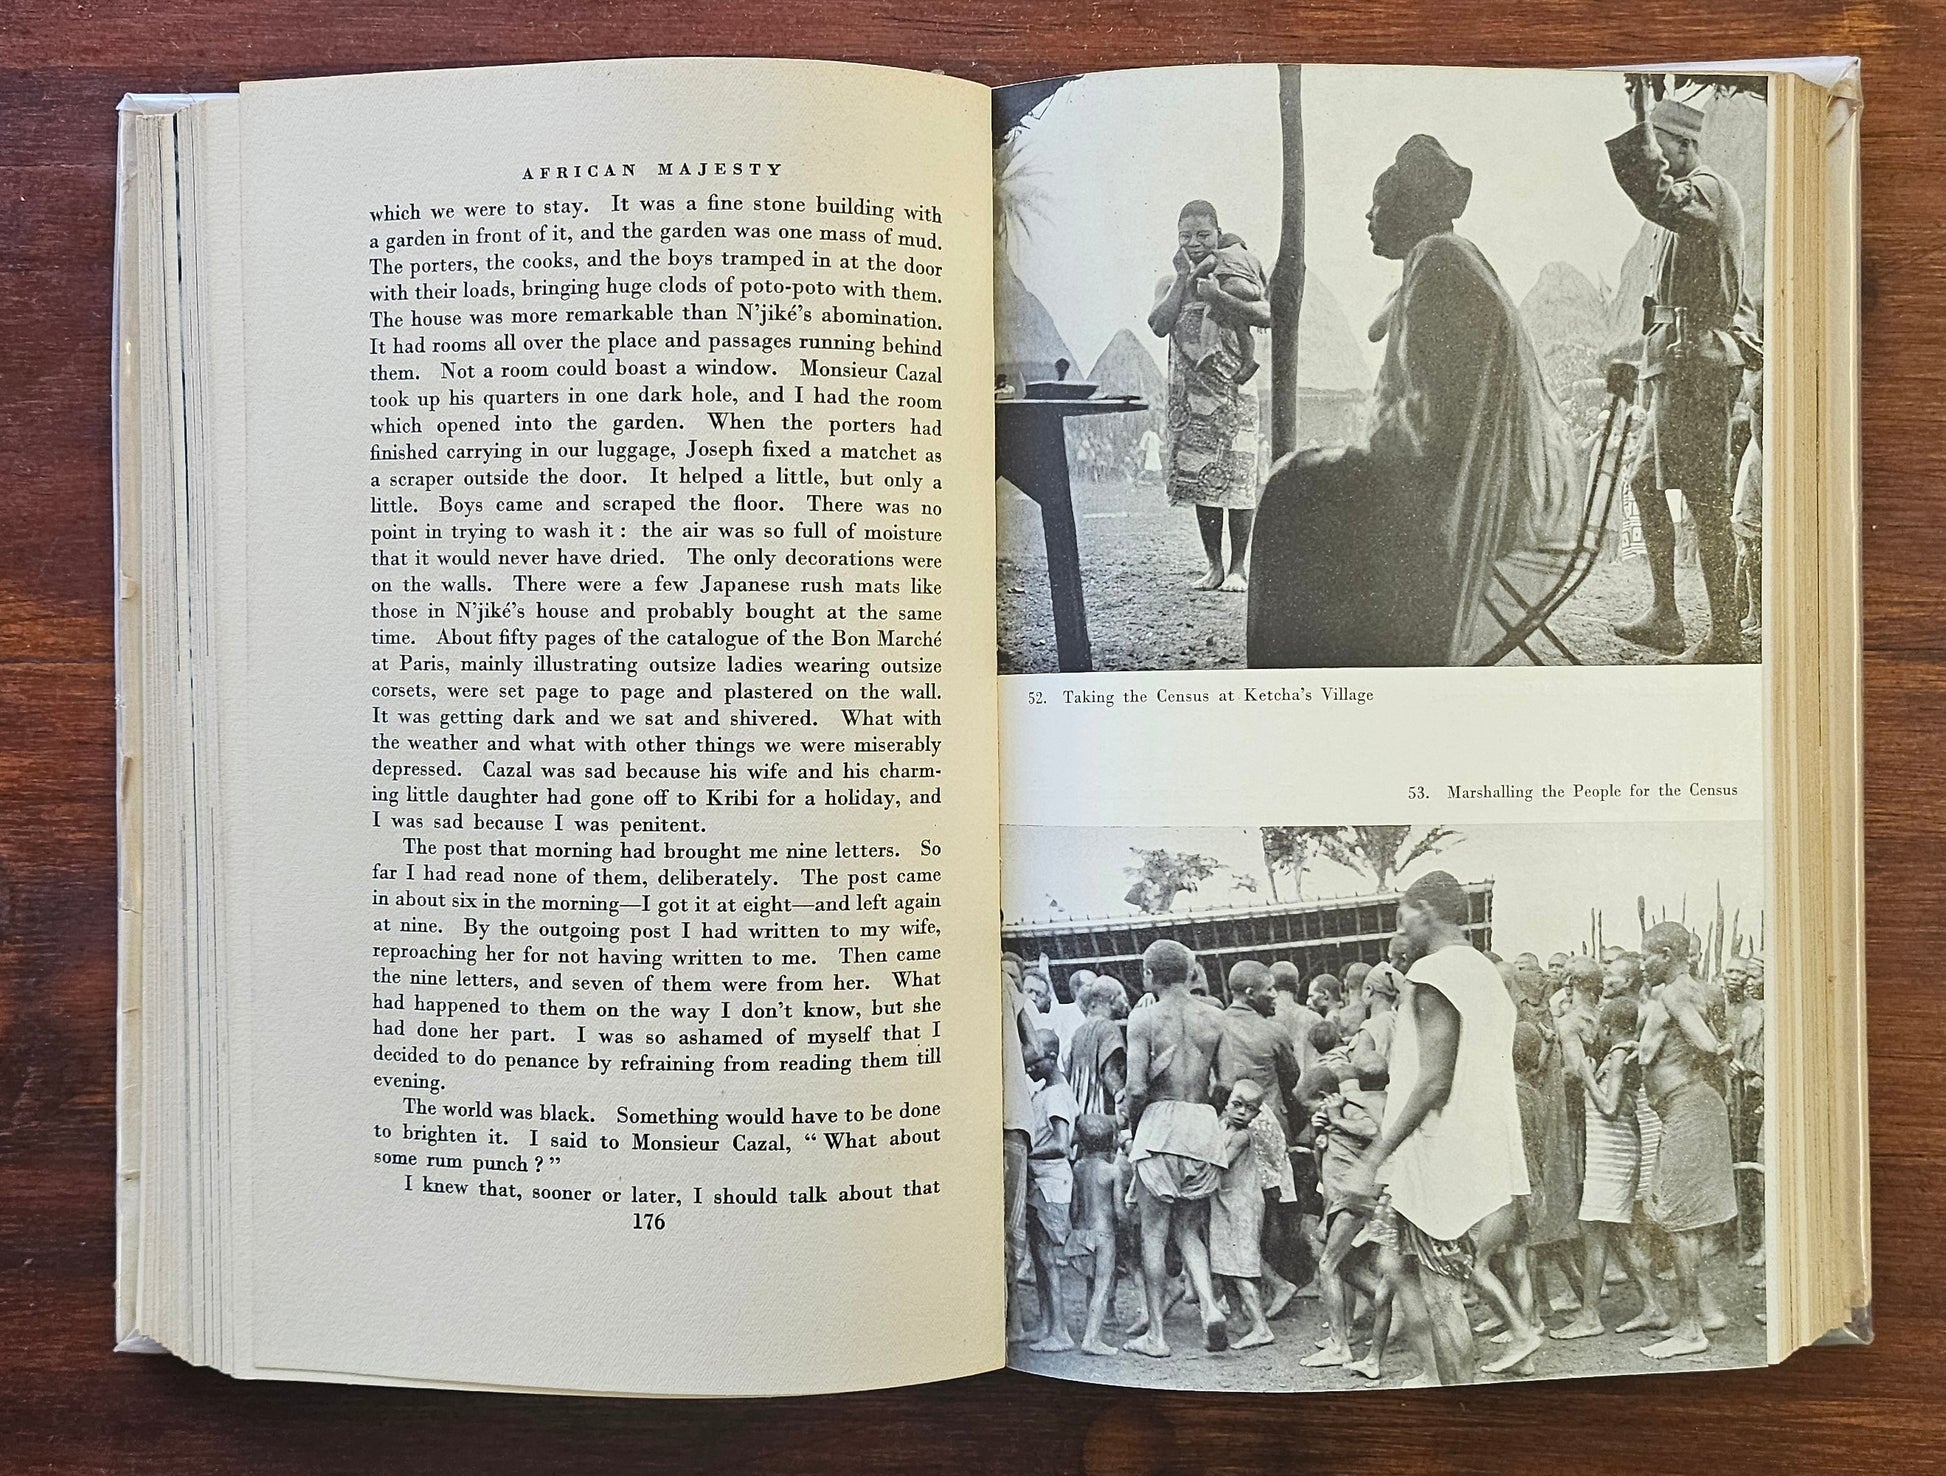 AFRICAN MAJESTY
which we were to stay. It was a fine stone building with
a garden in front of it, and the garden was one mass of mud.
The porters, the cooks, and the boys tramped in at the door
with their loads, bringing huge clods of poto-poto with them.
The house was more remarkable than N’jiké’s abomination.
It had rooms all over the place and passages running behind
them. Not a room could boast a window. Monsieur Cazal
took up his quarters in one dark hole, and I had the room
which opened into the garden. When the porters had
finished carrying in our luggage, Joseph fixed a matchet as
a scraper outside the door. It helped a little, but only a
little. Boys came and scraped the floor. There was no
point in trying to wash it : the air was so full of moisture
that it would never have dried. The only decorations were
on the walls. There were a few Japanese rush mats like
those in N’jiké’s house and probably bought at the same
time. About fifty pages of the catalogue of the Bon Marché
at Paris, mainly illustrating outsize ladies wearing outsize
corsets, were set page to page and plastered on the wall.
It was getting dark and we sat and shivered. What with
the weather and what with other things we were miserably
depressed. Cazal was sad because his wife and his charm-
ing little daughter had gone off to Kribi for a holiday, and
I was sad because I was penitent.
The post that morning had brought me nine letters. So
far I had read none of them, deliberately. The post came
in about six in the morning—I got it at eight—and left again
at nine. By the outgoing post I had written to my wife,
reproaching her for not having written to me. Then came
the nine letters, and seven of them were from her. What
had happened to them on the way I don’t know, but she
had done her part. I was so ashamed of myself that I
decided to do penance by refraining from reading them till
evening.
The world was black. Something would have to be done
to brighten it. I said to Monsieur Cazal, “ What about
some rum punch ? ”
I knew that, sooner or later, I should talk about that
176
52. Taking the Census at Ketcha’s Village
53. Marshalling the People for the Census